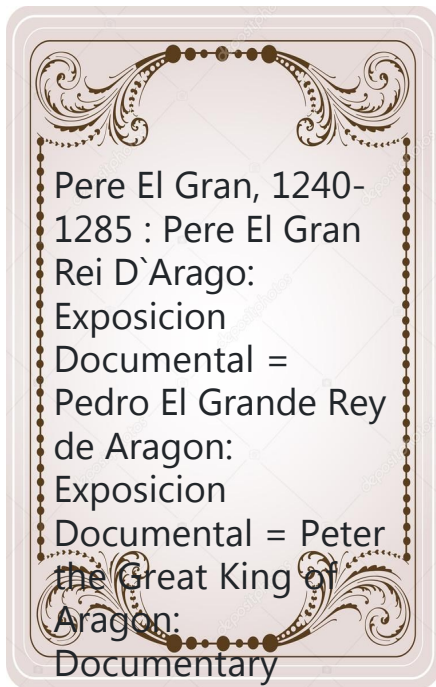 Pere El Gran, 1240-
1285 : Pere El Gran
Rei D`Arago:
Exposicion
Documental =
Pedro El Grande Rey
de Aragon:
Exposicion
Documental = Peter
the Great King of
Aragon:
Documentary